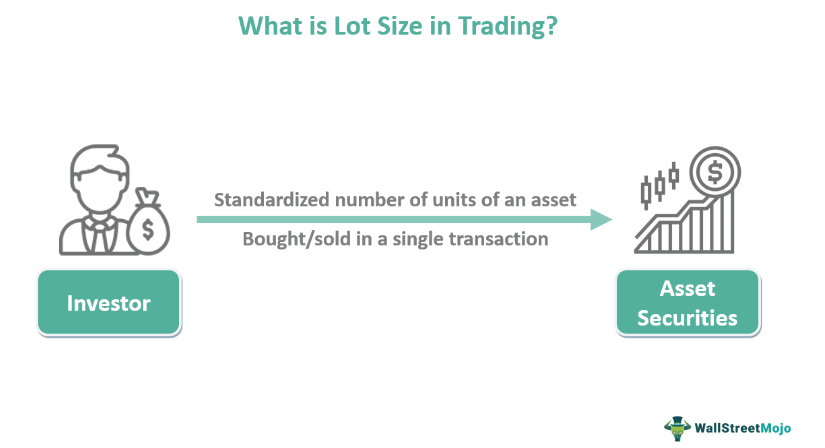 What is Lot Size in Trading?
Standardized number of units of an asset
Bought/sold in a single transaction
$
$
Investor
Asset
Securities
WallStreetMojo